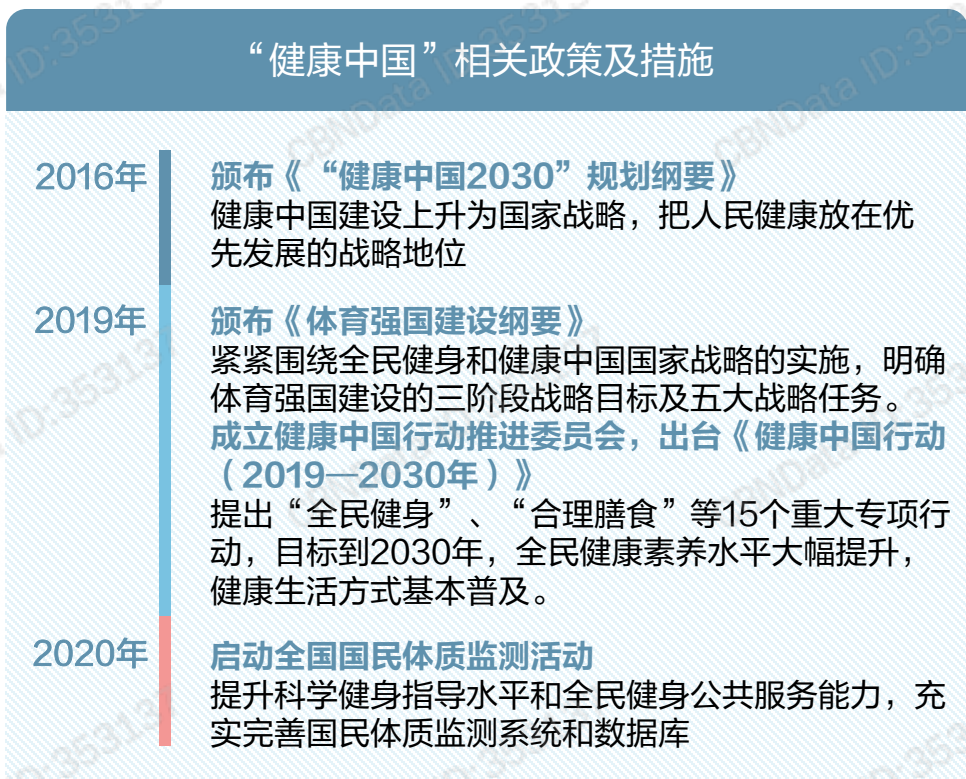 “健康中国”相关政策及措施
2016年
颁布《“健康中国2030”规划纲要》
健康中国建设上升为国家战略，把人民健康放在优
先发展的战略地位
2019年
颁布《体育强国建设纲要》
紧紧围绕全民健身和健康中国国家战略的实施，明确
体育强国建设的三阶段战略目标及五大战略任务。
成立健康中国行动推进委员会，出台《健康中国行动
（2019—2030年）》
提出“全民健身”、“合理膳食”等15个重大专项行
动，目标到2030年，全民健康素养水平大幅提升，
健康生活方式基本普及。
2020年
启动全国国民体质监测活动
提升科学健身指导水平和全民健身公共服务能力，充
实完善国民体质监测系统和数据库